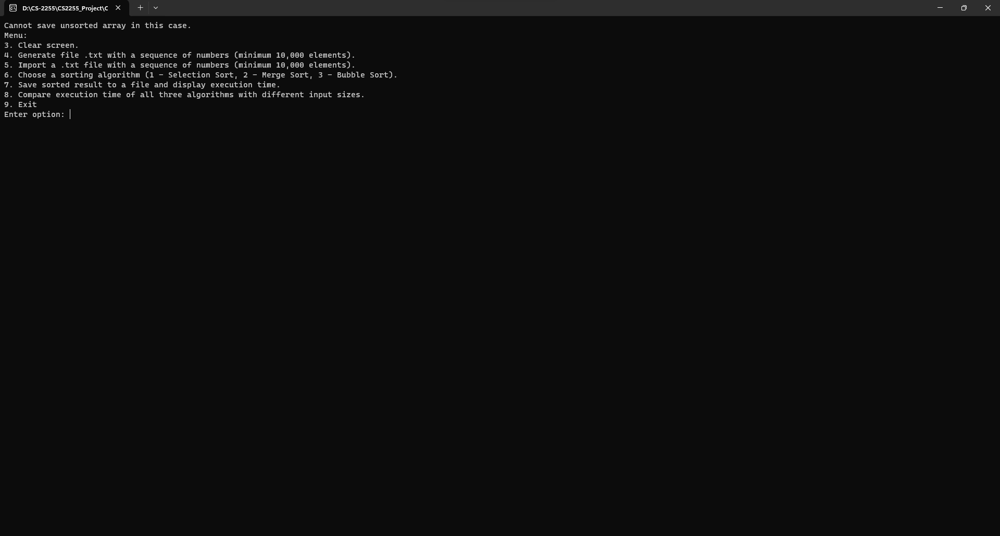 D:\CS-2255\CS2255_Project\C
Cannot save unsorted array in this case.
Menu:
3. Clear screen.
4. Generate file .txt with a sequence of numbers (minimum 10,000 elements).
5. Import a .txt file with a sequence of numbers (minimum 10,000 elements).
6. Choose a sorting algorithm (1 - Selection Sort, 2 - Merge Sort, 3 - Bubble Sort).
7. Save sorted result to a file and display execution time.
8. Compare execution time of all three algorithms with different input sizes.
9. Exit
Enter option: